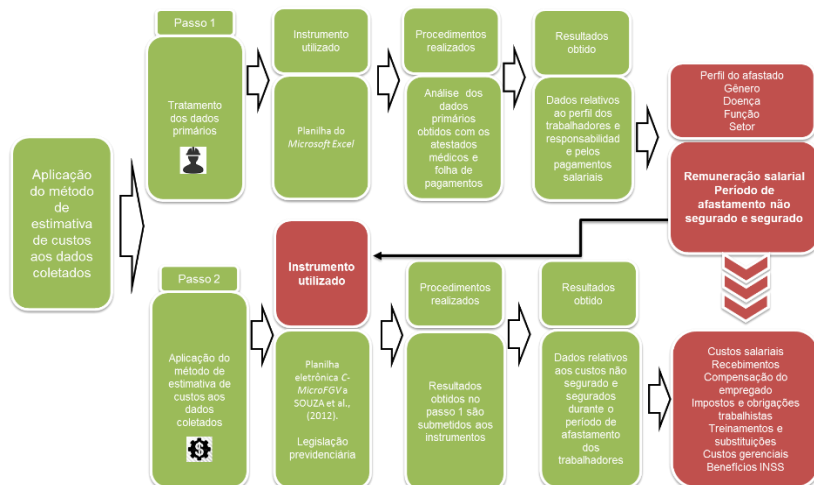 Aplicação
do método
de
estimativa
de custos
aos dados
coletados
Passo 1
Tratamento
dos dados
primários
Instrumento
utilizado
Planilha do
Microsoft Excel
Procedimentos
realizados
Análise dos
dados
primários
obtidos com os
atestados
médicos e
folha de
pagamentos
Resultados
obtido
Dados relativos
ao perfil dos
trabalhadores e
responsabilidad
e pelos
pagamentos
salariais
Perfil do afastado
Gênero
Doença
Função
Setor
Remuneração salarial
Período de
afastamento não
segurado e segurado
Passo 2
Aplicação do
método de
estimativa de
custos aos
dados
coletados
Instrumento
utilizado
Planilha
eletrônica C-
MicroFGV a
SOUZA et al.,
(2012).
Legislação
previdenciária
Procedimentos
realizados
Resultados
obtidos no
passo 1 são
submetidos aos
instrumentos
Resultados
obtido
Dados relativos
aos custos não
segurado e
segurados
durante o
período de
afastamento
dos
trabalhadores
Custos salariais
Recebimentos
Compensação do
empregado
Impostos e obrigações
trabalhistas
Treinamentos e
substituições
Custos gerenciais
Benefícios INSS